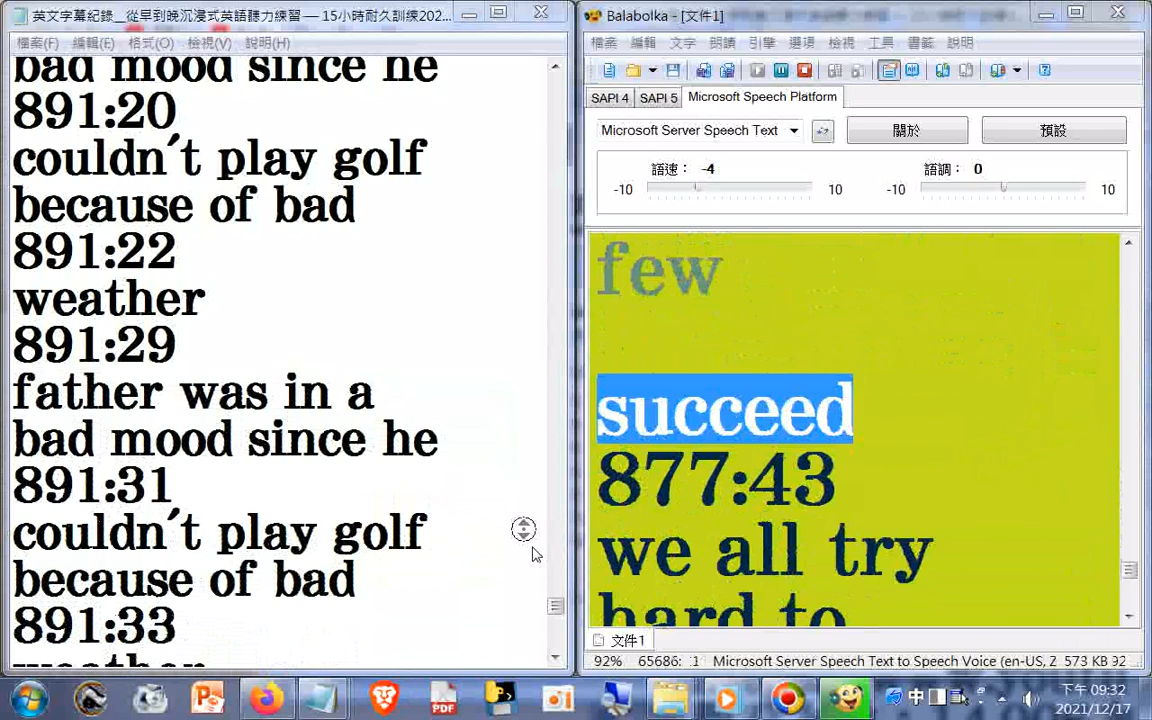 英文字幕紀錄__從早到晚沉浸式英語聽力練習 — 15小時耐久訓練202...
檔案(F) 編輯(E) 格式(O) 檢視(V) 說明(H)
bad mood since he
891:20
couldn't play golf
because of bad
891:22
weather
891:29
father was in a
bad mood since he
891:31
couldn't play golf
because of bad
891:33
weather
Balabolka - [文件1]
檔案 編輯 文字 朗讀 引擎 選項 檢視 工具 書籤 說明
SAPI 4 SAPI 5 Microsoft Speech Platform
Microsoft Server Speech Text 關於 預設
語速： -4 語調： 0
-10 10 -10 10
few
succeed
877:43
we all try
hard to
文件1
92% 65686: .1 Microsoft Server Speech Text to Speech Voice (en-US, Z 573 KB 92
中
下午 09:32
2021/12/17